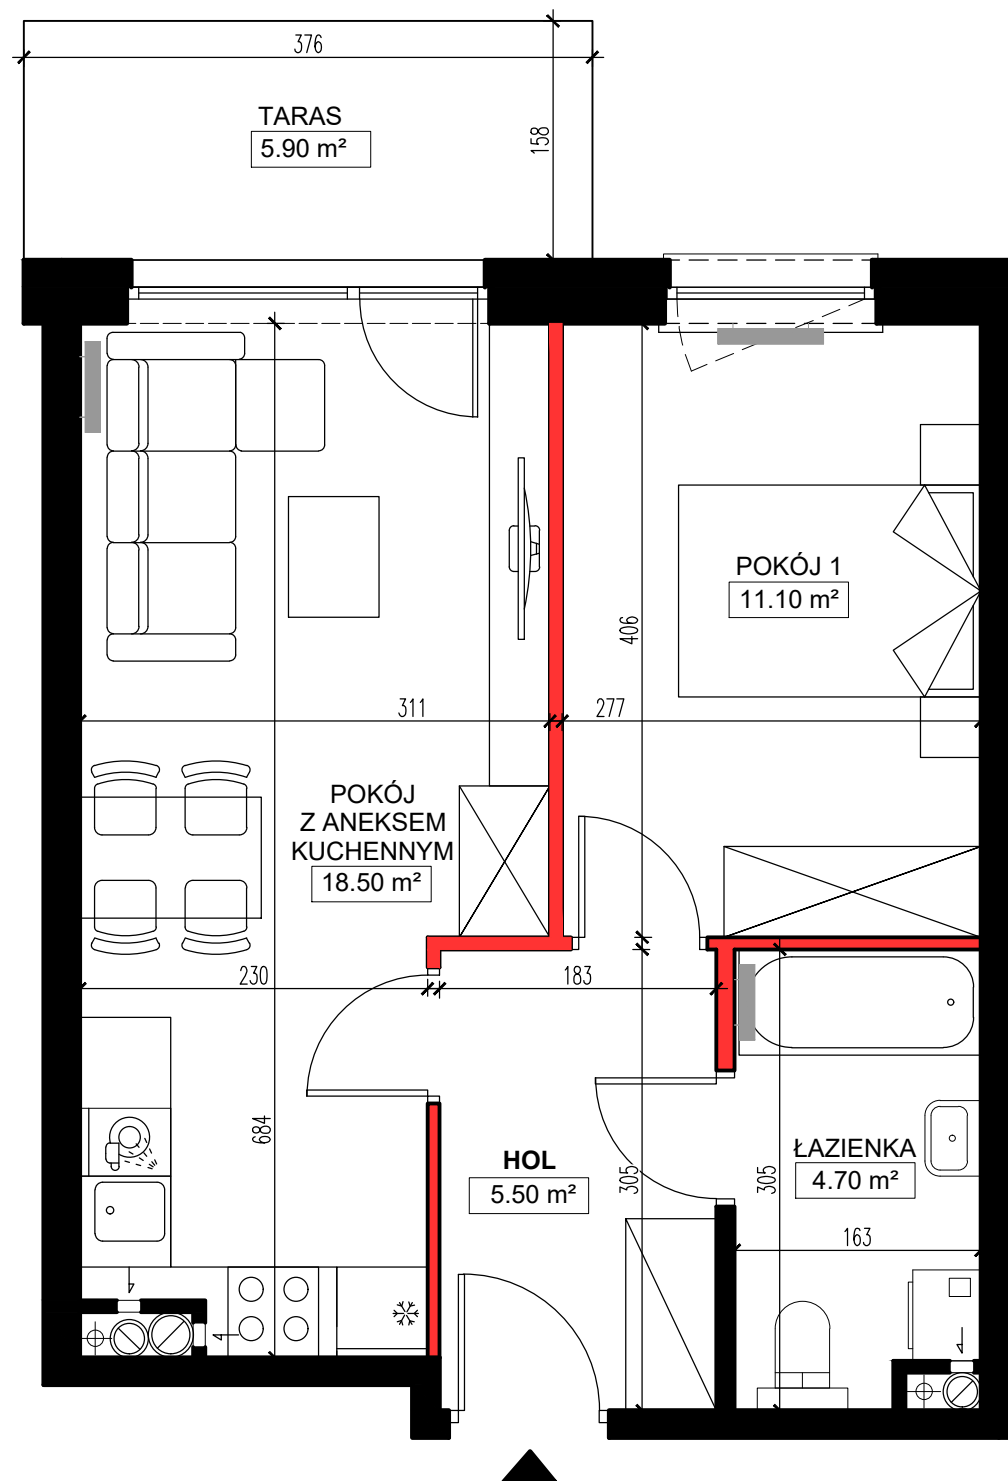 376
TARAS
5.90 m²
158
POKÓJ 1
11.10 m²
406
311
277
POKÓJ
Z ANEKSEM
KUCHENNYM
18.50 m²
230
183
684
HOL
5.50 m²
305
305
ŁAZIENKA
4.70 m²
163